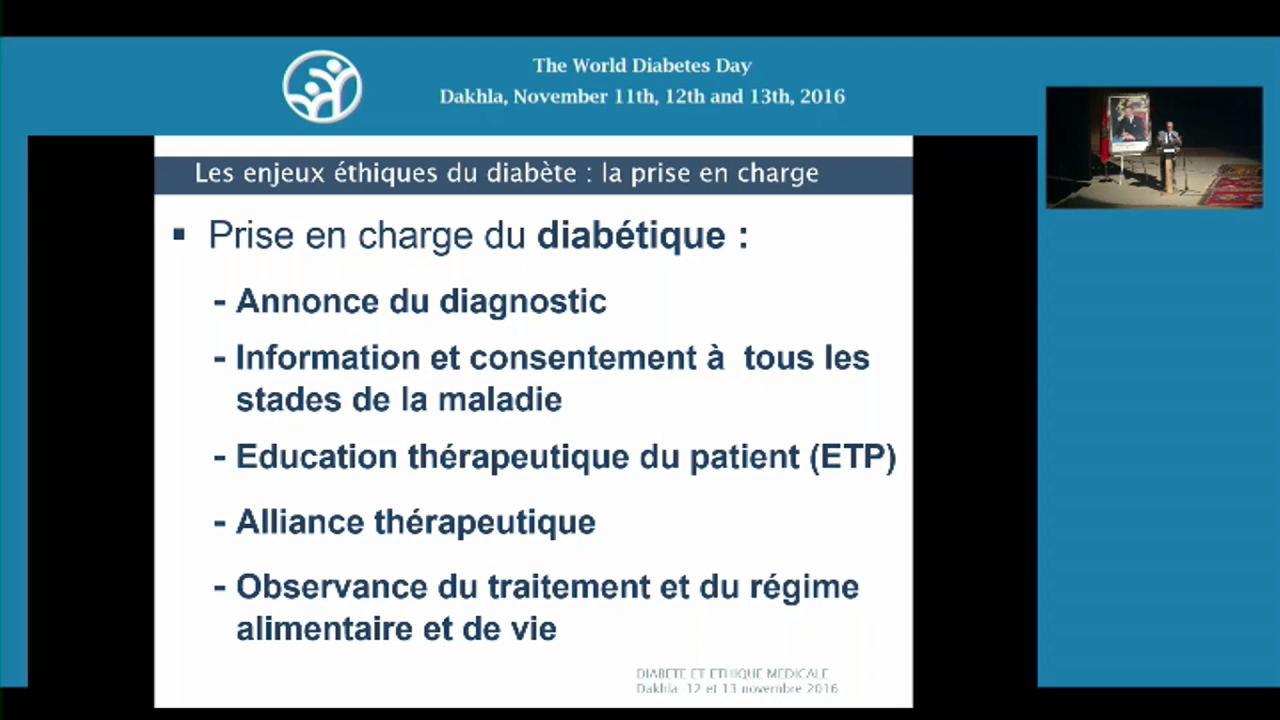 The World Diabetes Day
Dakhla, November 11th, 12th and 13th, 2016
Les enjeux éthiques du diabète : la prise en charge
▪ Prise en charge du diabétique :
- Annonce du diagnostic
- Information et consentement à tous les
stades de la maladie
- Education thérapeutique du patient (ETP)
- Alliance thérapeutique
- Observance du traitement et du régime
alimentaire et de vie
DIABETE ET ETHIQUE MEDICALE
Dakhla 12 et 13 novembre 2016